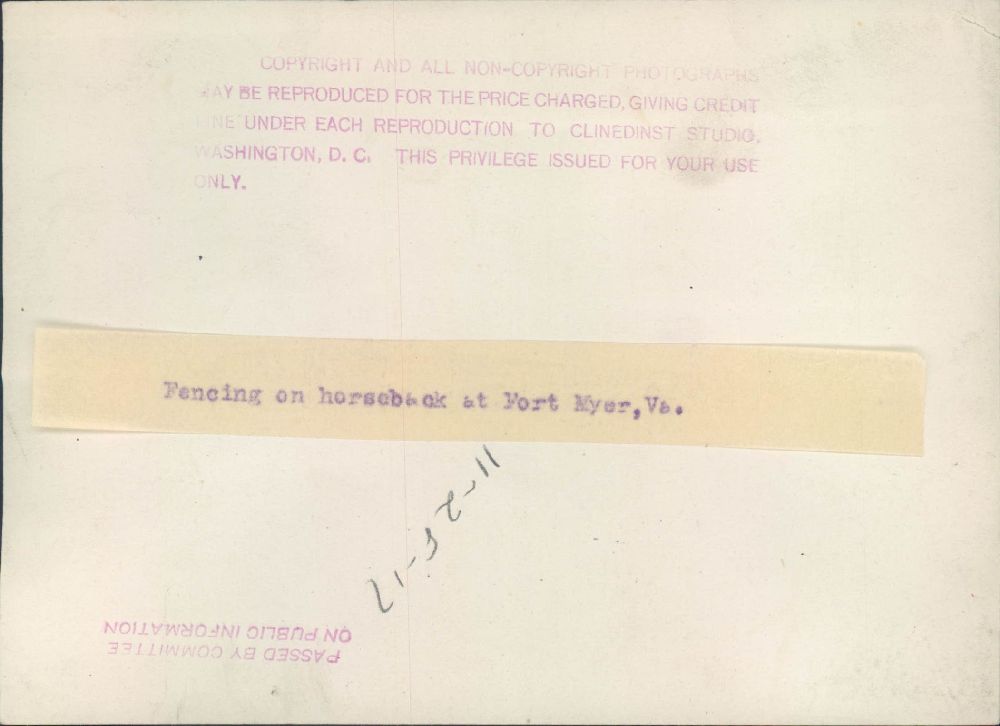 COPYRIGHT AND ALL NON-COPYRIGHT PHOTOGRAPHS
MAY BE REPRODUCED FOR THE PRICE CHARGED, GIVING CREDIT
LINE UNDER EACH REPRODUCTION TO CLINEDINST STUDIO,
WASHINGTON, D. C. THIS PRIVILEGE ISSUED FOR YOUR USE
ONLY.
Fencing on horseback at Fort Myer, Va.
11-25-17
PASSED BY COMMITTEE
ON PUBLIC INFORMATION